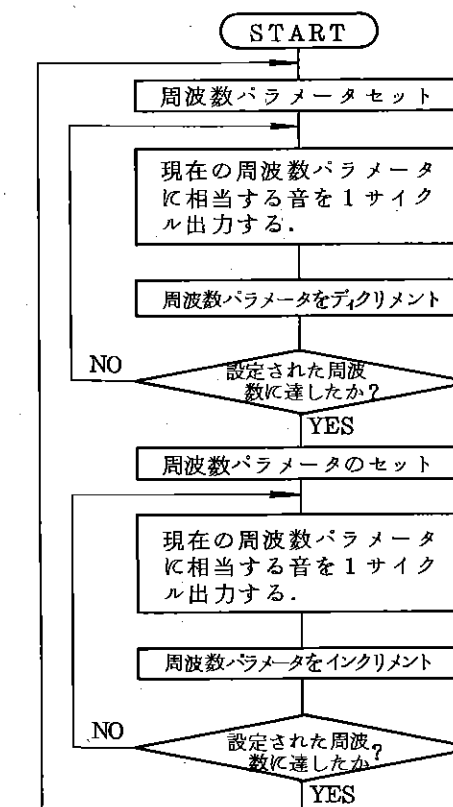 START
周波数パラメータセット
現在の周波数パラメータ
に相当する音を1サイク
ル出力する.
周波数パラメータをディクリメント
NO
設定された周波
数に達したか?
YES
周波数パラメータのセット
現在の周波数パラメータ
に相当する音を1サイク
ル出力する.
周波数パラメータをインクリメント
NO
設定された周波
数に達したか?
YES